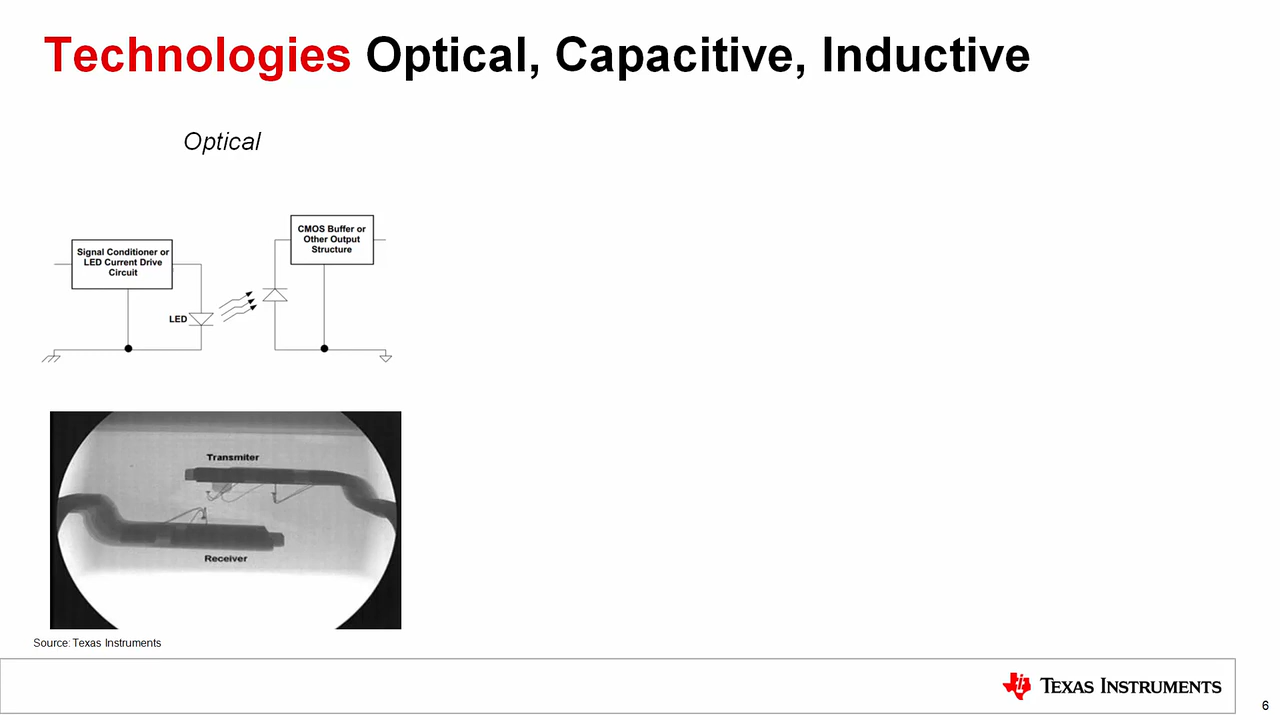 Technologies Optical, Capacitive, Inductive
Optical
Signal Conditioner or
LED Current Drive
Circuit
CMOS Buffer or
Other Output
Structure
LED
Transmiter
Receiver
Source: Texas Instruments
TEXAS INSTRUMENTS
6